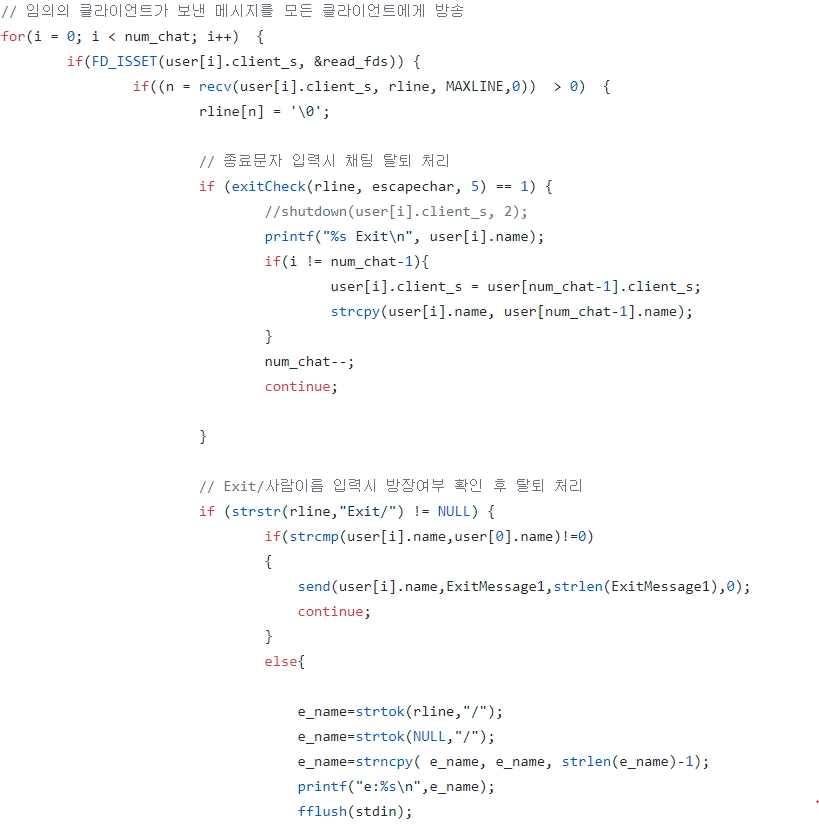 // 임의의 클라이언트가 보낸 메시지를 모든 클라이언트에게 방송
for(i = 0; i < num_chat; i++)  {
        if(FD_ISSET(user[i].client_s, &read_fds)) {
                if((n = recv(user[i].client_s, rline, MAXLINE,0))  > 0)  {
                        rline[n] = '\0';
                        // 종료문자 입력시 채팅 탈퇴 처리
                        if (exitCheck(rline, escapechar, 5) == 1) {
                                //shutdown(user[i].client_s, 2);
                                printf("%s Exit\n", user[i].name);
                                if(i != num_chat-1){
                                        user[i].client_s = user[num_chat-1].client_s;
                                        strcpy(user[i].name, user[num_chat-1].name);
                                }
                                num_chat--;
                                continue;
                        }
                        // Exit/사람이름 입력시 방장여부 확인 후 탈퇴 처리
                        if (strstr(rline,"Exit/") != NULL) {
                                if(strcmp(user[i].name,user[0].name)!=0)
                                {
                                    send(user[i].name,ExitMessage1,strlen(ExitMessage1),0);
                                    continue;
                                }
                                else{
                                    e_name=strtok(rline,"/");
                                    e_name=strtok(NULL,"/");
                                    e_name=strncpy( e_name, e_name, strlen(e_name)-1);
                                    printf("e:%s\n",e_name);
                                    fflush(stdin);